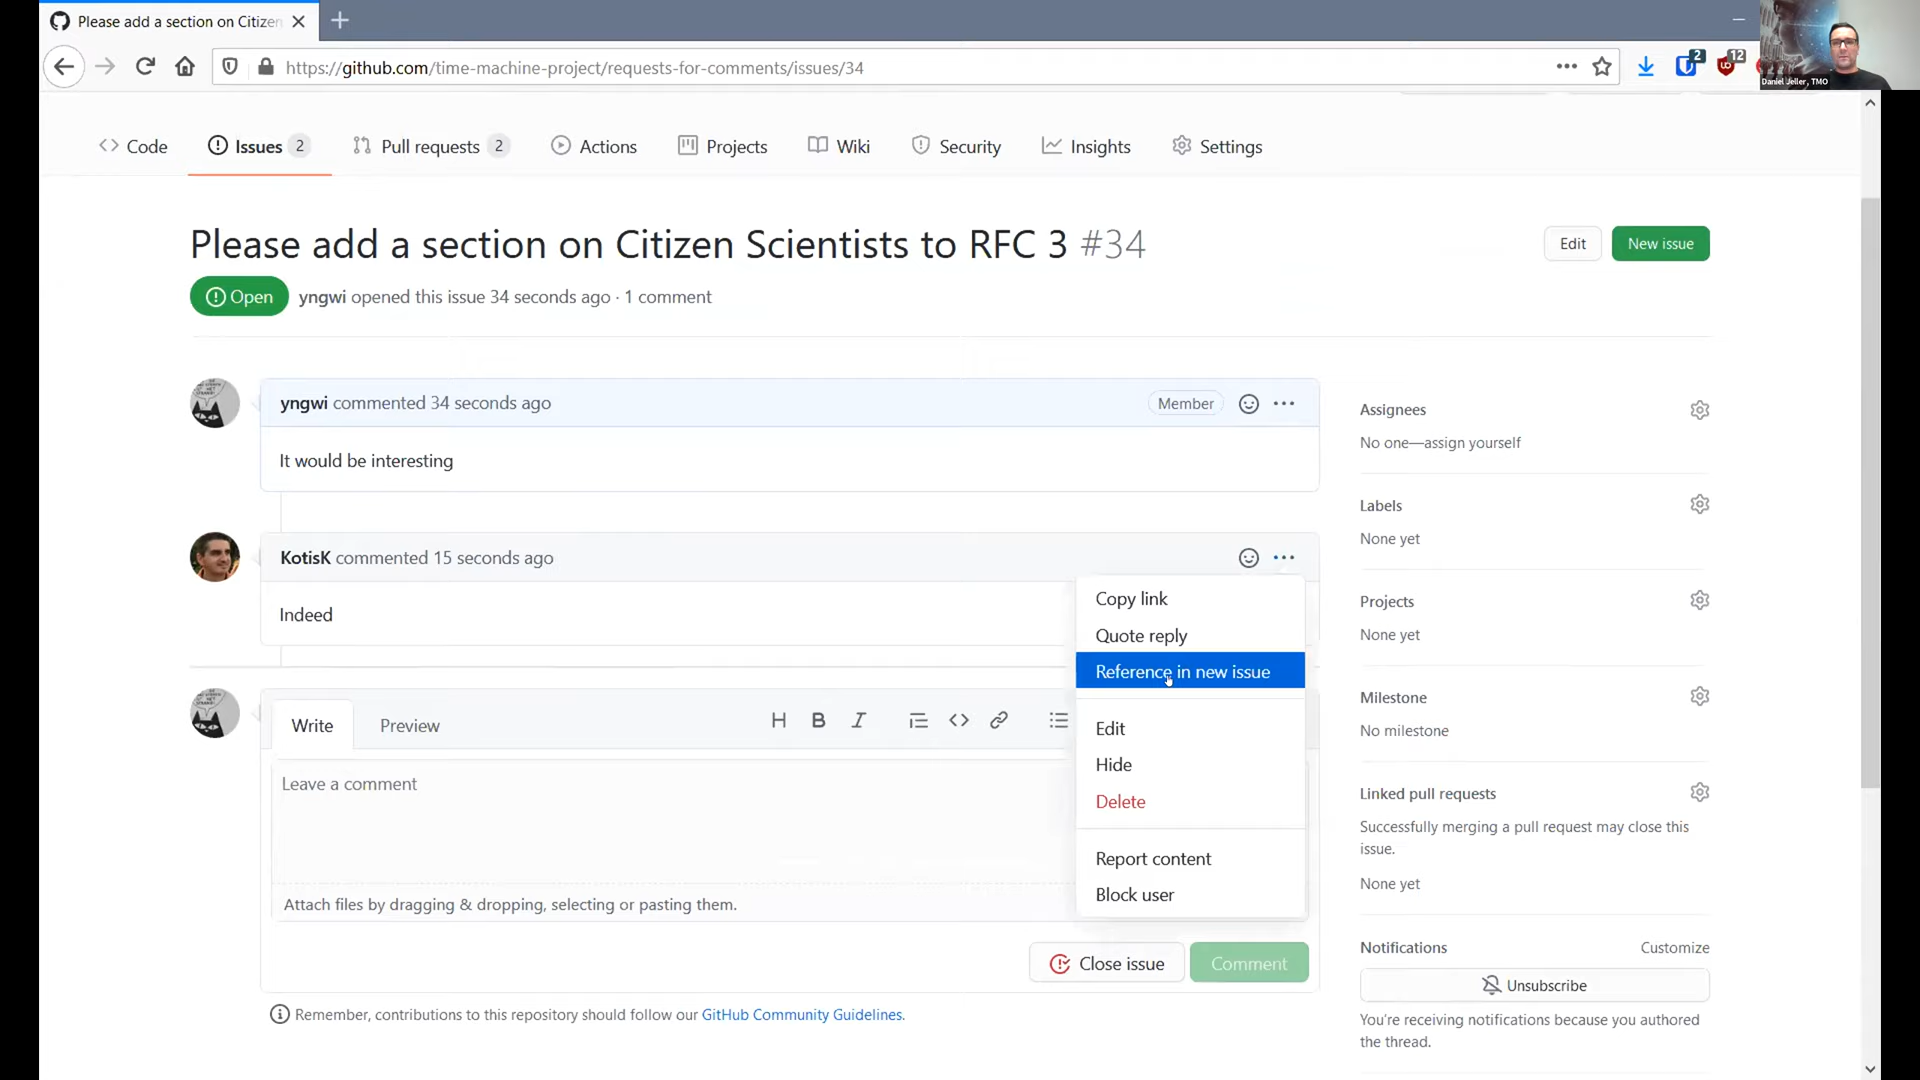 Please add a section on Citizen
https://github.com/time-machine-project/requests-for-comments/issues/34
2
12
Daniel Jeller, TMO
Code
Issues 2
Pull requests 2
Actions
Projects
Wiki
Security
Insights
Settings
Please add a section on Citizen Scientists to RFC 3 #34
Edit
New issue
Open
yngwi opened this issue 34 seconds ago · 1 comment
yngwi commented 34 seconds ago
Member
It would be interesting
KotisK commented 15 seconds ago
Indeed
Copy link
Quote reply
Reference in new issue
Edit
Hide
Delete
Report content
Block user
Write
Preview
H B I
Leave a comment
Attach files by dragging & dropping, selecting or pasting them.
Close issue
Comment
Remember, contributions to this repository should follow our GitHub Community Guidelines.
Assignees
No one—assign yourself
Labels
None yet
Projects
None yet
Milestone
No milestone
Linked pull requests
Successfully merging a pull request may close this
issue.
None yet
Notifications
Customize
Unsubscribe
You're receiving notifications because you authored
the thread.